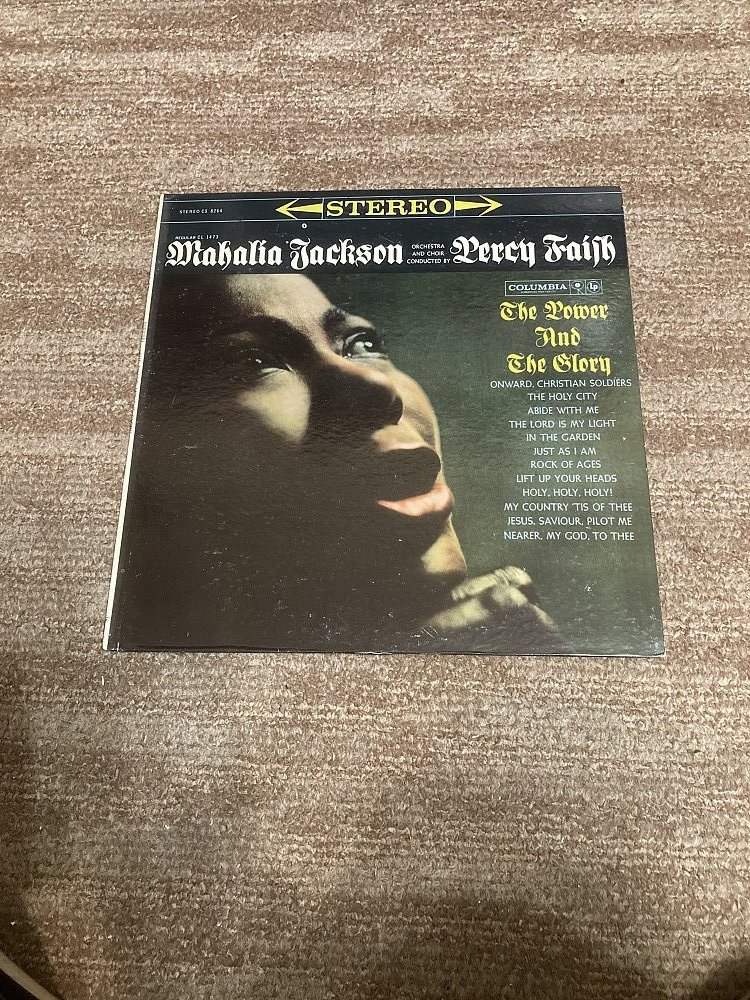 STEREO CS 8264
STEREO
REGULAR CL 1473
Mahalia Jackson
ORCHESTRA
AND CHOIR
CONDUCTED BY
Percy Faith
COLUMBIA
Lp
The Power
And
The Glory
ONWARD, CHRISTIAN SOLDIERS
THE HOLY CITY
ABIDE WITH ME
THE LORD IS MY LIGHT
IN THE GARDEN
JUST AS I AM
ROCK OF AGES
LIFT UP YOUR HEADS
HOLY, HOLY, HOLY!
MY COUNTRY 'TIS OF THEE
JESUS, SAVIOUR, PILOT ME
NEARER, MY GOD, TO THEE